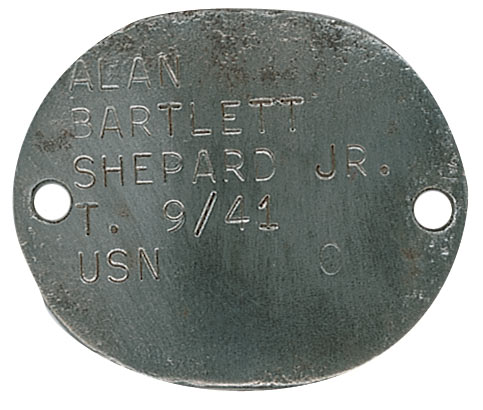 ALAN
BARTLETT
SHEPARD JR.
T. 9/41
USN O